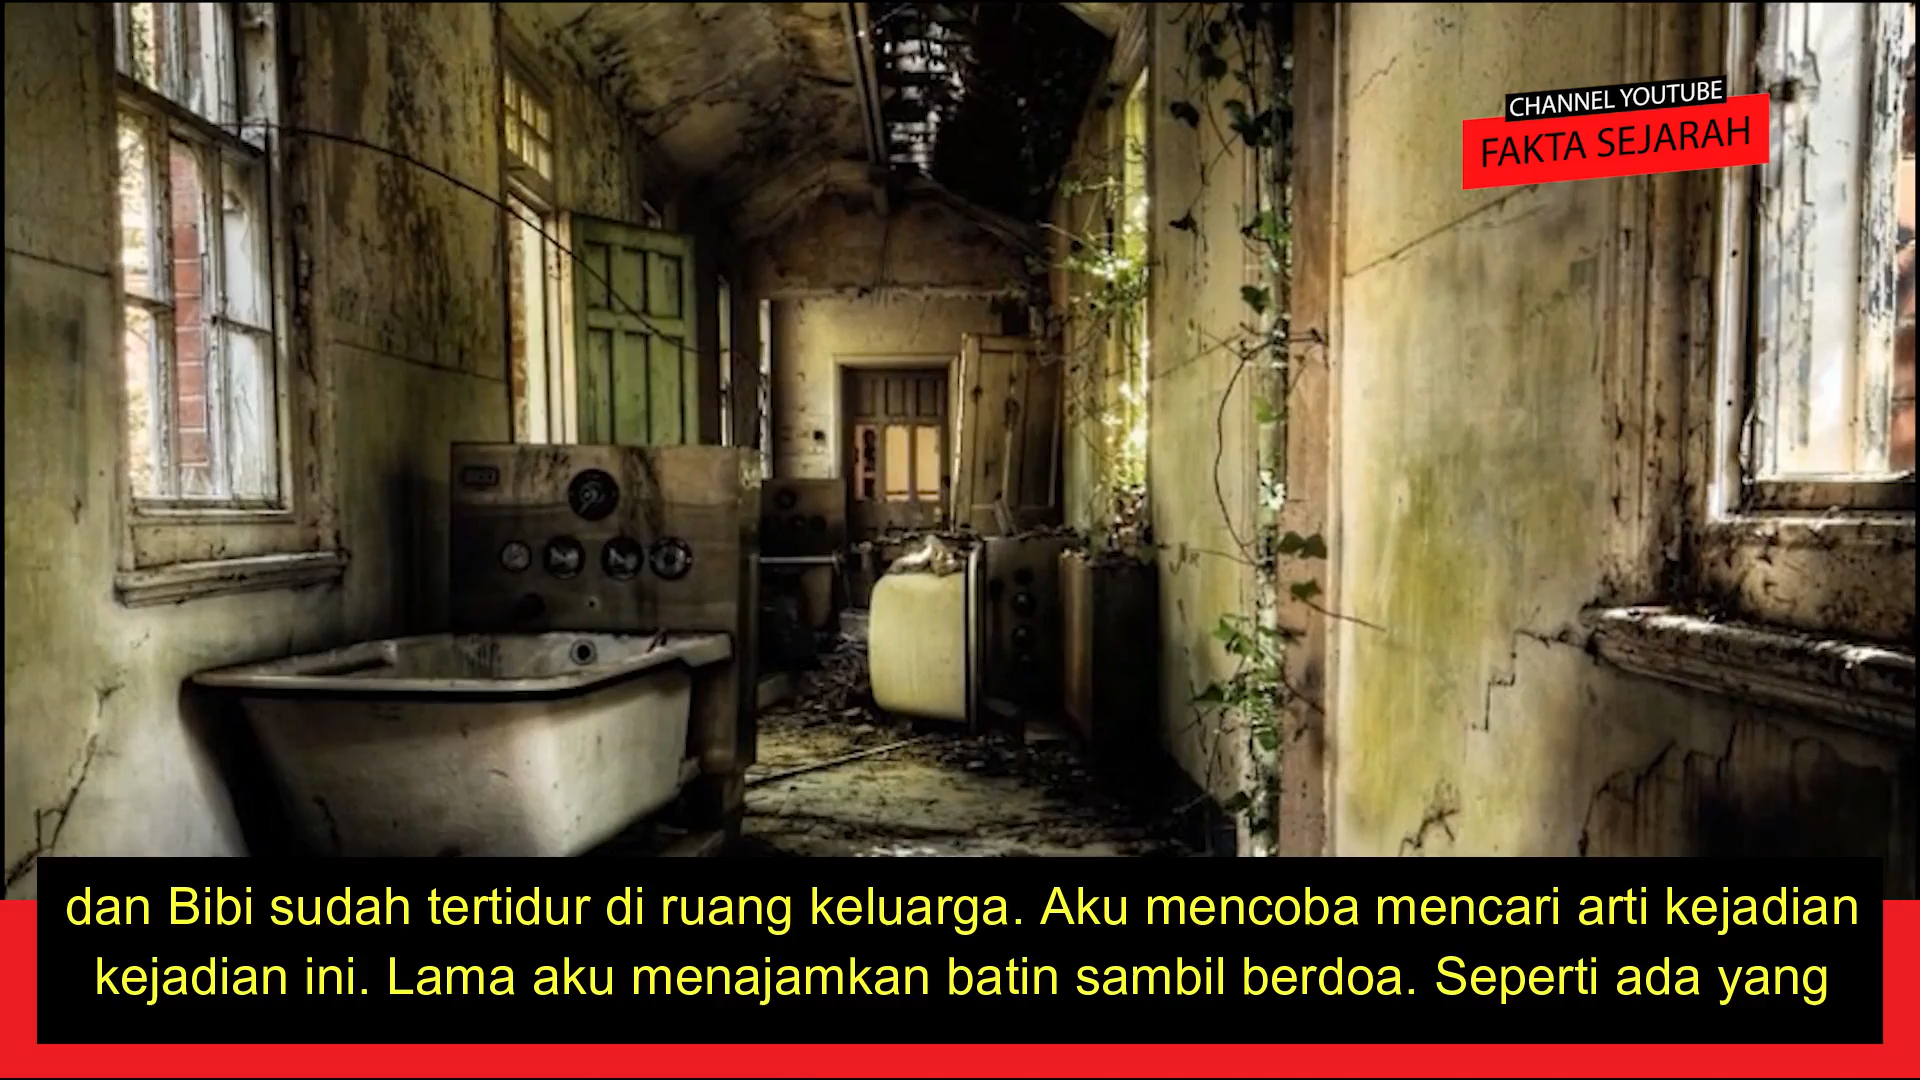 CHANNEL YOUTUBE
FAKTA SEJARAH
dan Bibi sudah tertidur di ruang keluarga. Aku mencoba mencari arti kejadian
kejadian ini. Lama aku menajamkan batin sambil berdoa. Seperti ada yang